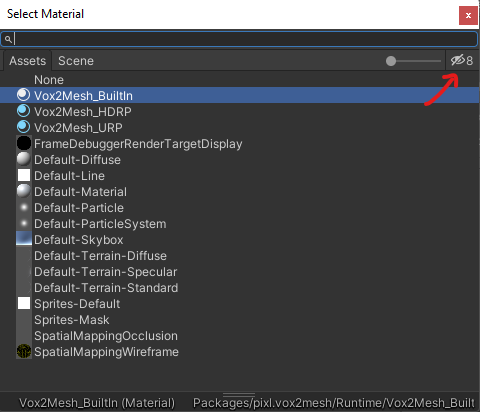 Select Material
x
Assets Scene 8
None
Vox2Mesh_BuiltIn
Vox2Mesh_HDRP
Vox2Mesh_URP
FrameDebuggerRenderTargetDisplay
Default-Diffuse
Default-Line
Default-Material
Default-Particle
Default-ParticleSystem
Default-Skybox
Default-Terrain-Diffuse
Default-Terrain-Specular
Default-Terrain-Standard
Sprites-Default
Sprites-Mask
SpatialMappingOcclusion
SpatialMappingWireframe
Vox2Mesh_BuiltIn (Material) Packages/pixl.vox2mesh/Runtime/Vox2Mesh_Built